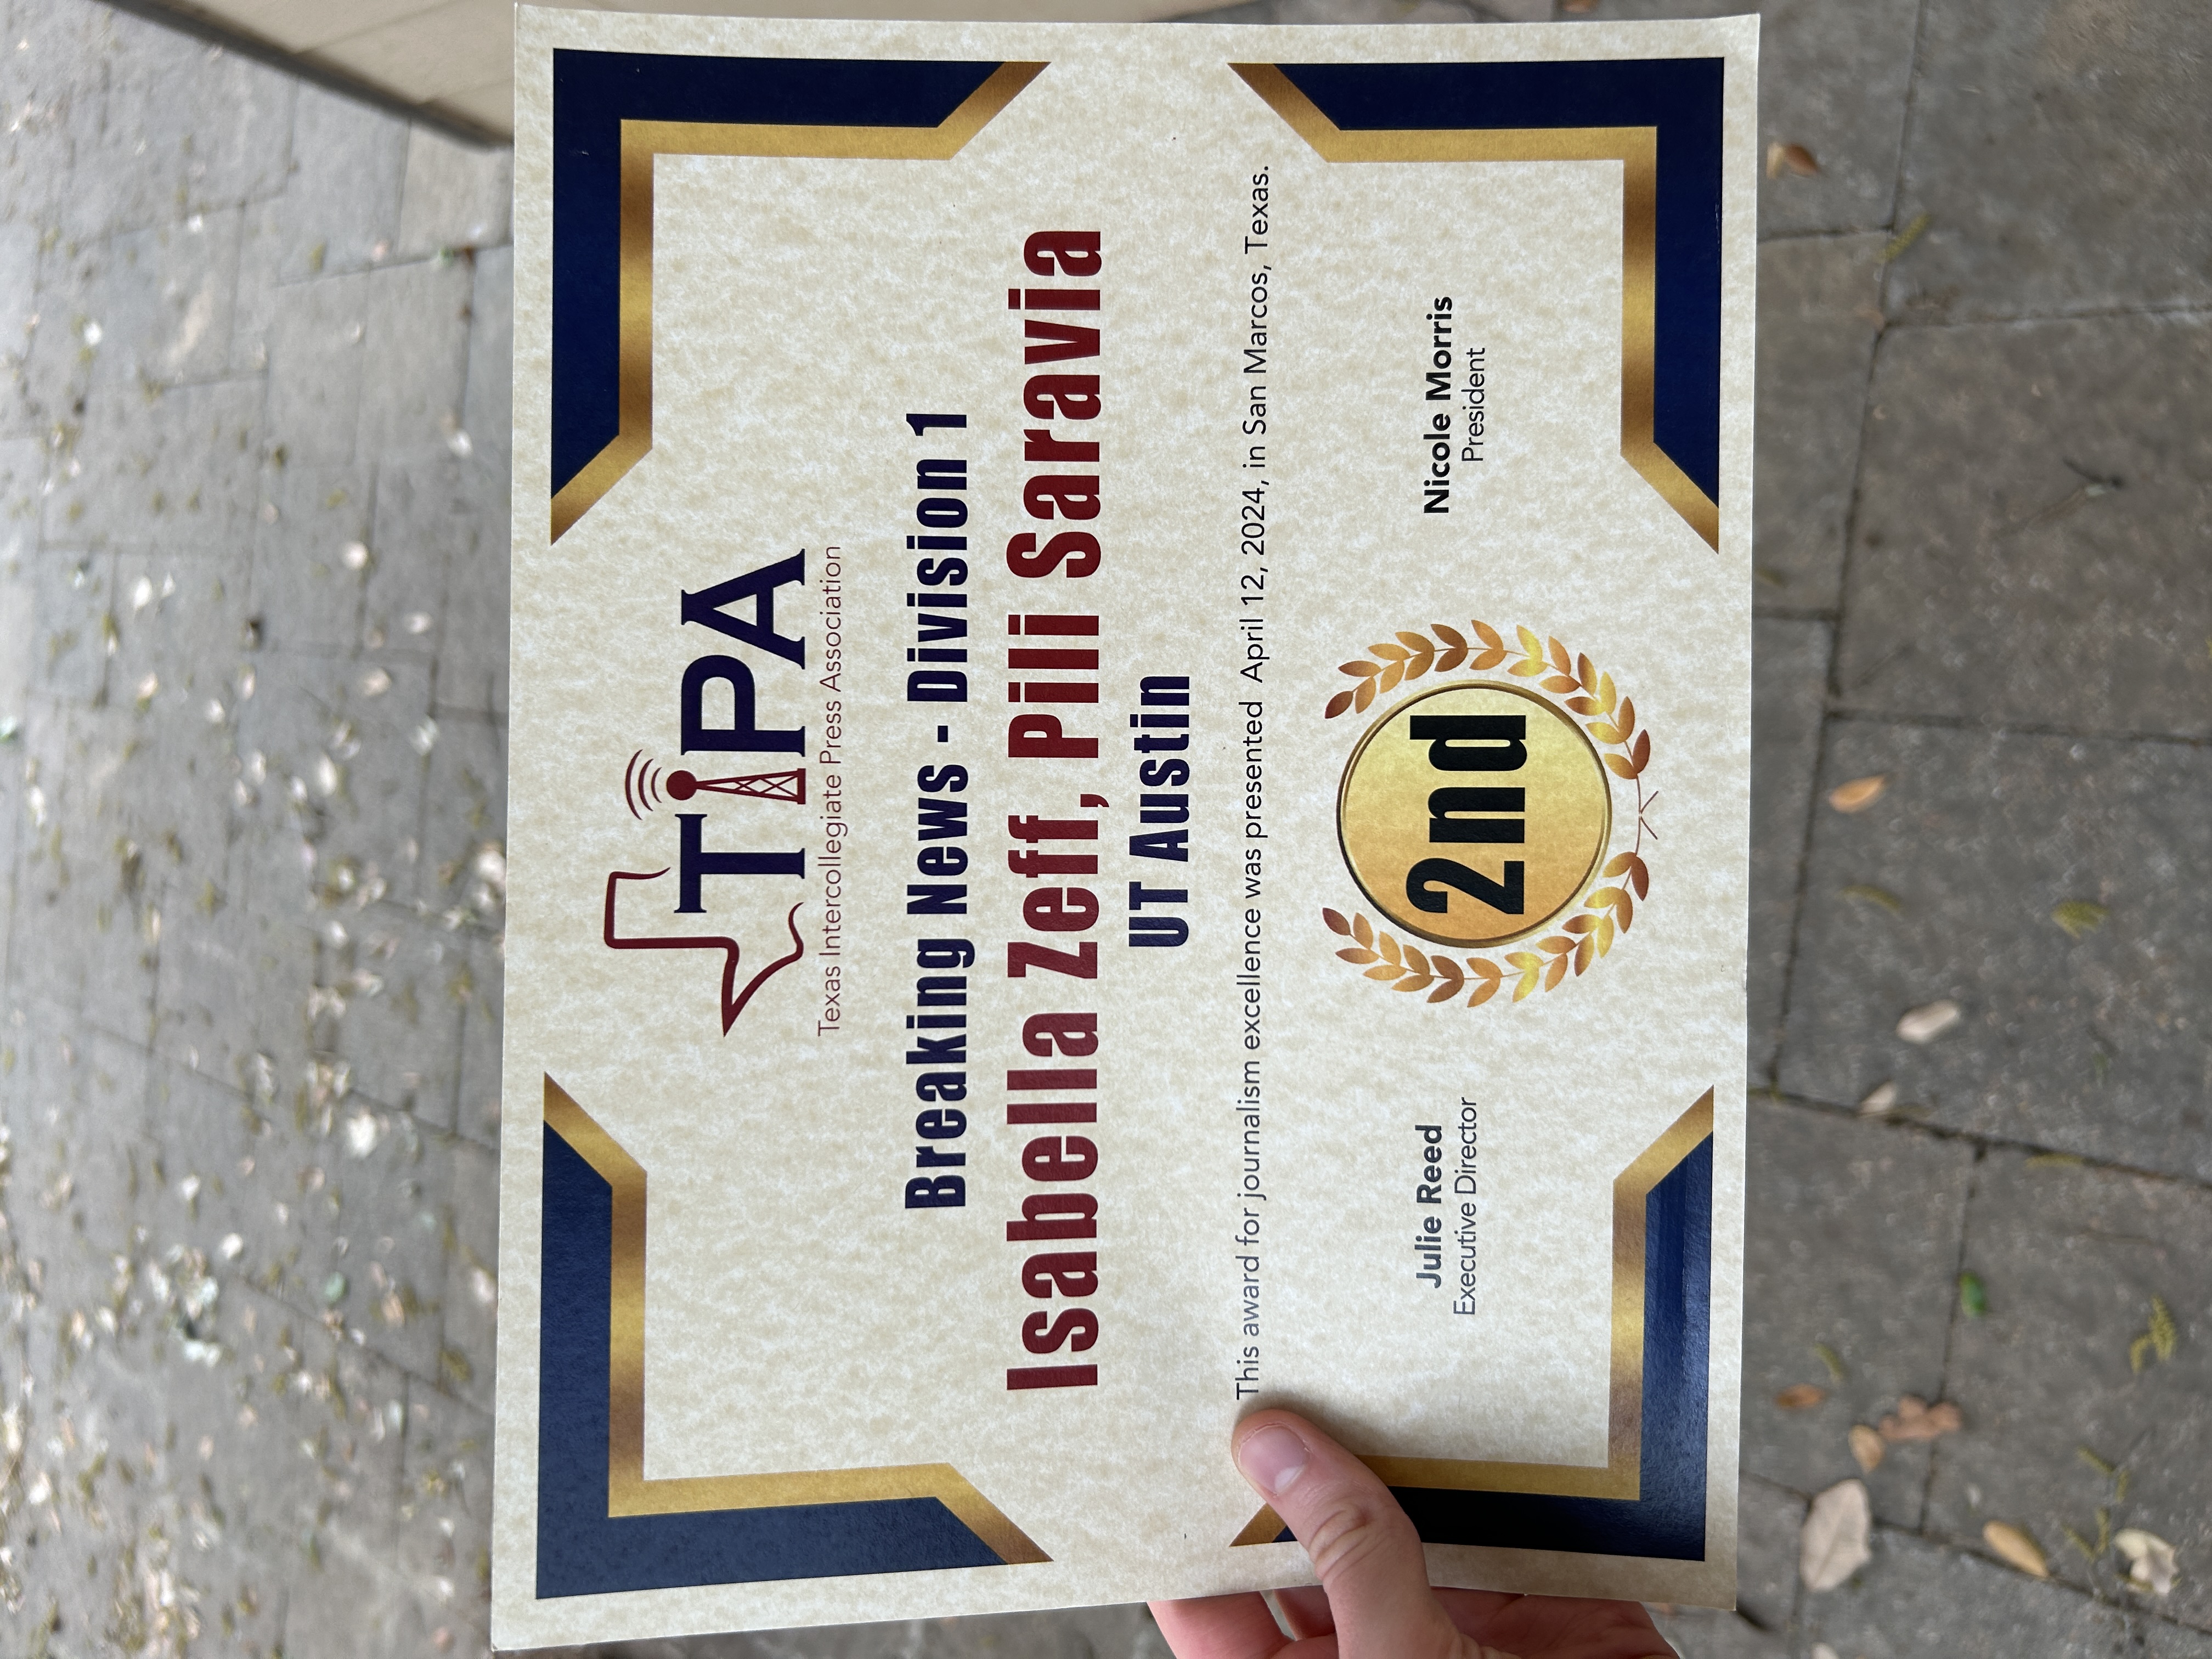 TiPA
Texas Intercollegiate Press Association
Breaking News - Division 1
Isabella Zeff, Pili Saravia
UT Austin
This award for journalism excellence was presented  April 12, 2024, in San Marcos, Texas.
Julie Reed
Executive Director
2nd
Nicole Morris
President